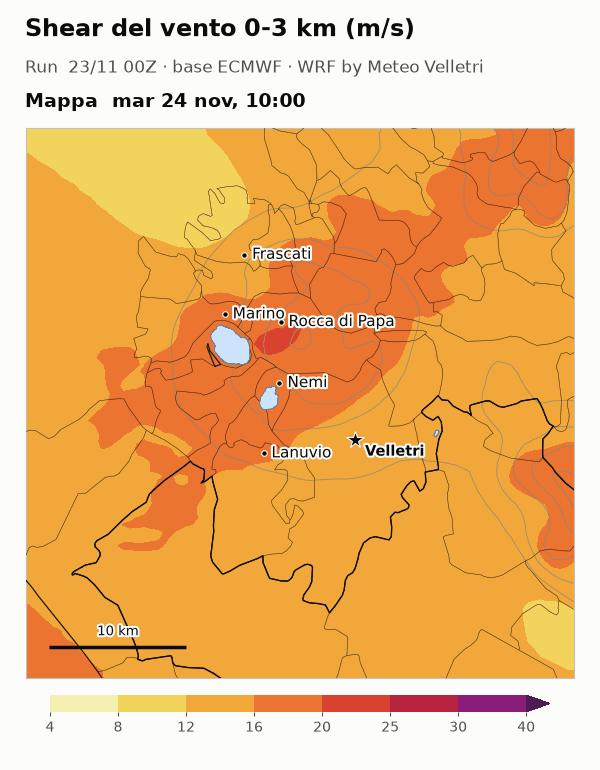 Shear del vento 0-3 km (m/s)
Run  23/11 00Z · base ECMWF · WRF by Meteo Velletri
Mappa  mar 24 nov, 10:00
Frascati
Marino
Rocca di Papa
Nemi
Velletri
Lanuvio
10 km
4 8 12 16 20 25 30 40